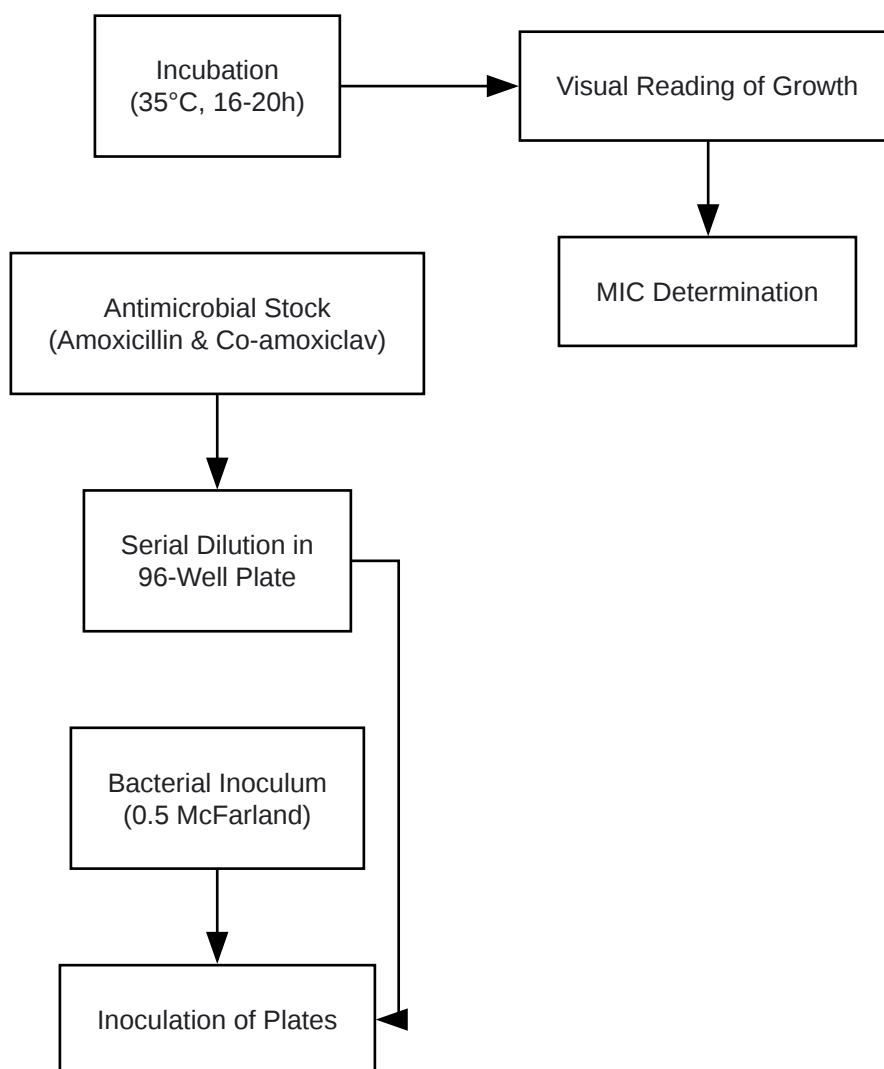 Incubation
(35°C, 16-20h)
Visual Reading of Growth
MIC Determination
Antimicrobial Stock
(Amoxicillin & Co-amoxiclav)
Serial Dilution in
96-Well Plate
Bacterial Inoculum
(0.5 McFarland)
Inoculation of Plates